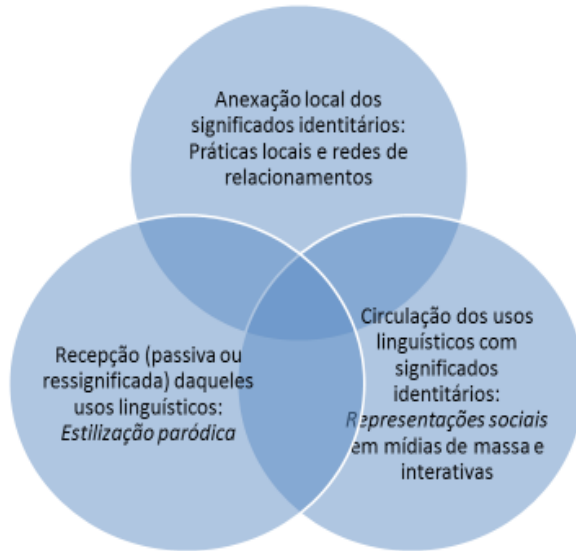 Anexação local dos
significados identitários:
Práticas locais e redes de
relacionamentos
Recepção (passiva ou
ressignificada) daqueles
usos linguísticos:
Estilização paródica
Circulação dos usos
linguísticos com
significados
identitários:
Representações sociais
em mídias de massa e
interativas